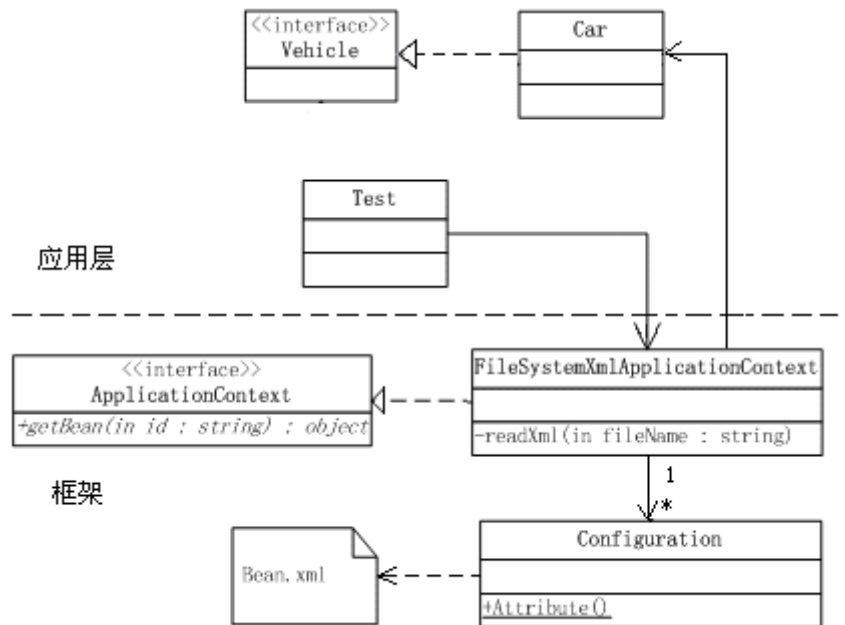 <<interface>>
Vehicle
Car
Test
应用层
<<interface>>
ApplicationContext
+getBean(in id : string) : object
FileSystemXmlApplicationContext
-readXml(in fileName : string)
框架
1
*
Configuration
+Attribute()
Bean.xml